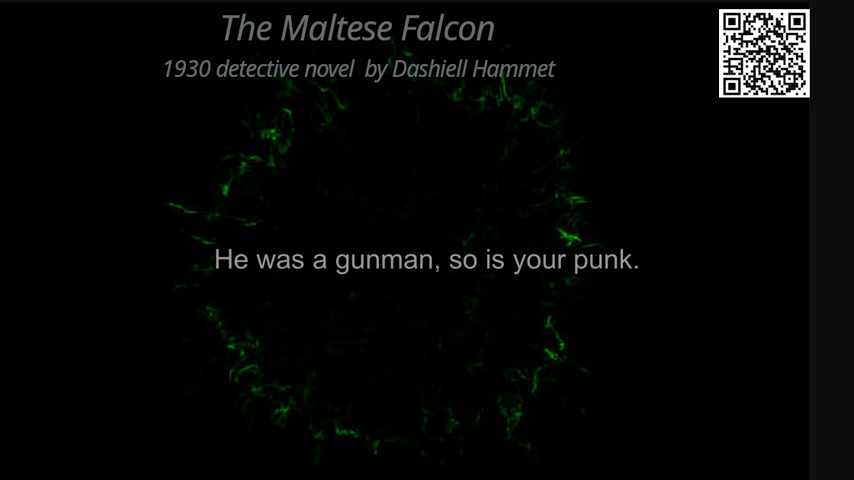 The Maltese Falcon
1930 detective novel by Dashiell Hammet
He was a gunman, so is your punk.